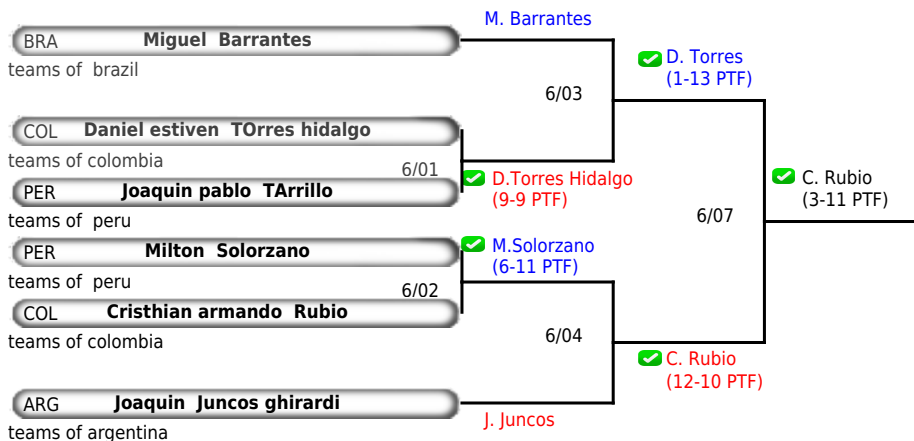 M. Barrantes
BRA Miguel Barrantes
teams of brazil
D. Torres
(1-13 PTF)
6/03
COL Daniel estiven TOrres hidalgo
teams of colombia
6/01
D.Torres Hidalgo
(9-9 PTF)
C. Rubio
(3-11 PTF)
PER Joaquin pablo TArrillo
teams of peru
6/07
PER Milton Solorzano
M.Solorzano
(6-11 PTF)
teams of peru
6/02
COL Cristhian armando Rubio
teams of colombia
6/04
C. Rubio
(12-10 PTF)
ARG Joaquin Juncos ghirardi
J. Juncos
teams of argentina